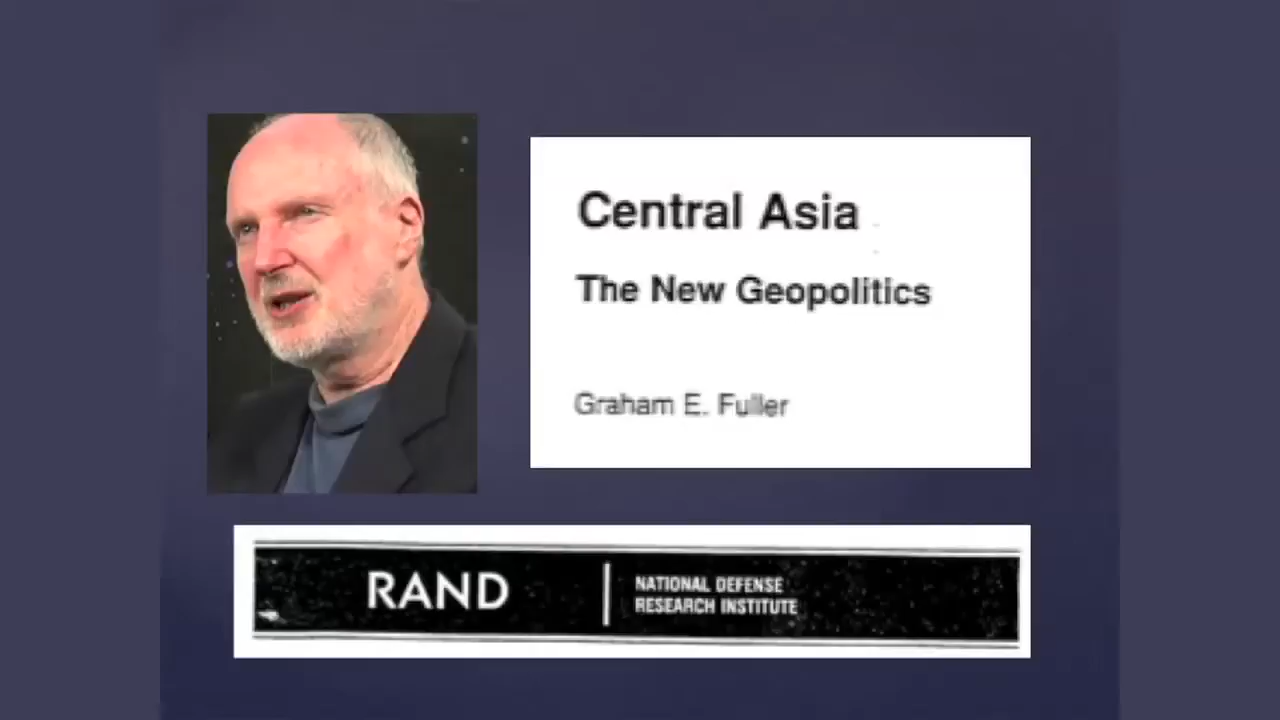 Central Asia
The New Geopolitics
Graham E. Fuller
RAND
NATIONAL DEFENSE
RESEARCH INSTITUTE